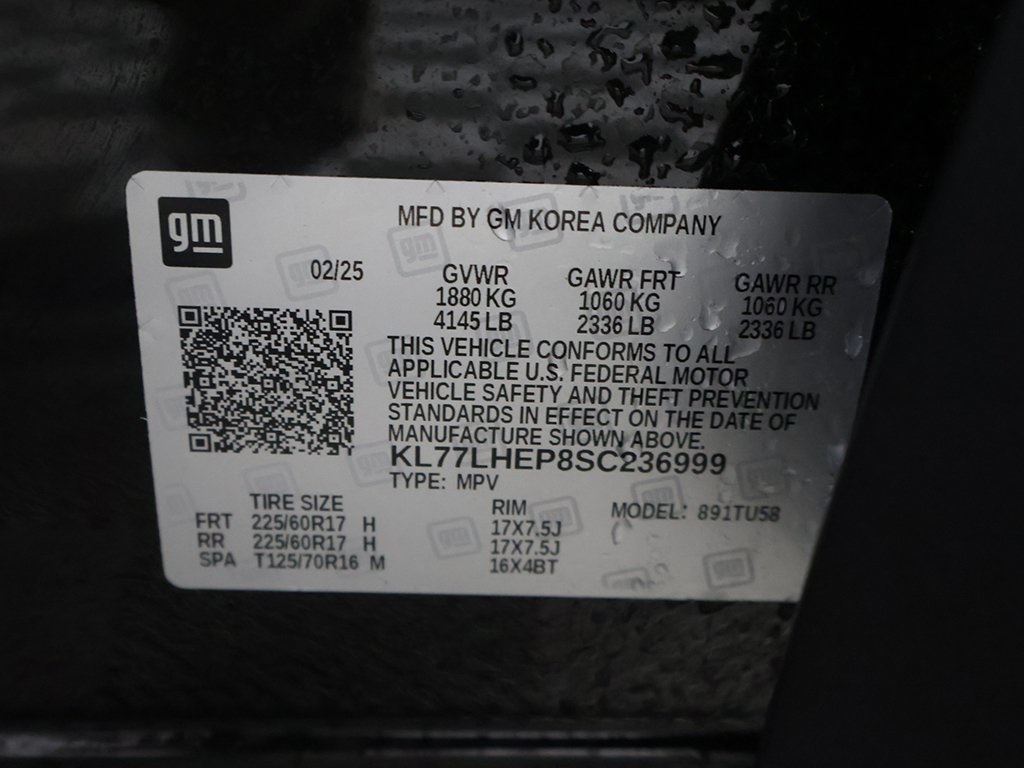 gm
MFD BY GM KOREA COMPANY
02/25 GVWR GAWR FRT GAWR RR
1880 KG 1060 KG 1060 KG
4145 LB 2336 LB 2336 LB
THIS VEHICLE CONFORMS TO ALL
APPLICABLE U.S. FEDERAL MOTOR
VEHICLE SAFETY AND THEFT PREVENTION
STANDARDS IN EFFECT ON THE DATE OF
MANUFACTURE SHOWN ABOVE.
KL77LHEP8SC236999
TYPE: MPV
TIRE SIZE RIM MODEL: 891TU58
FRT 225/60R17 H 17X7.5J
RR 225/60R17 H 17X7.5J
SPA T125/70R16 M 16X4BT